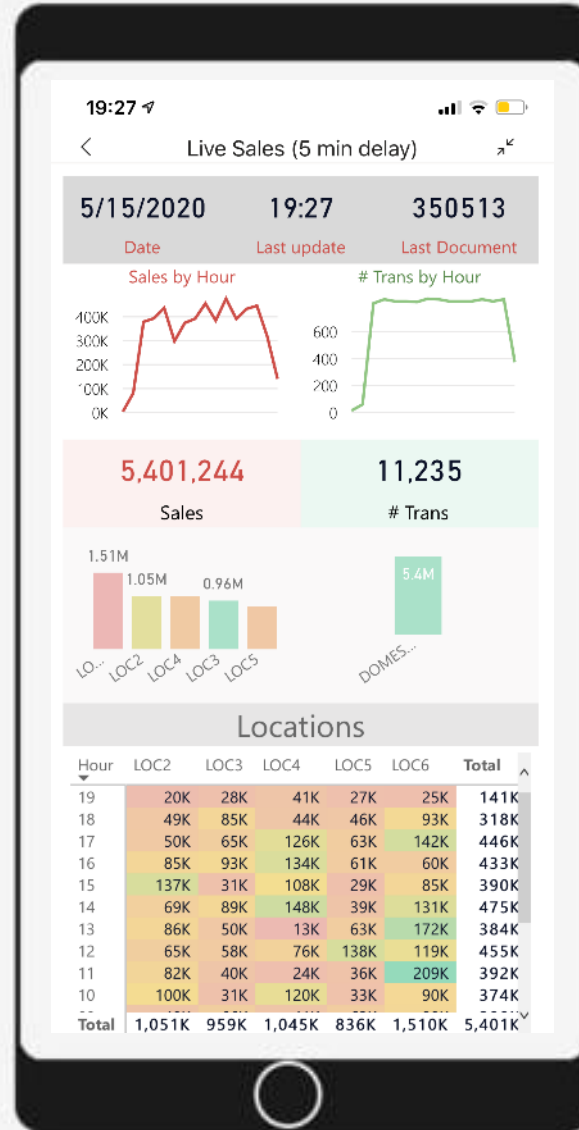 19:27
Live Sales (5 min delay)
5/15/2020 19:27 350513
Date Last update Last Document
Sales by Hour # Trans by Hour
400K
300K
200K
100K
0K
600
400
200
0
5,401,244 11,235
Sales # Trans
1.51M
1.05M
0.96M
5.4M
LO... LOC2 LOC4 LOC3 LOC5
DOMES...
Locations
Hour LOC2 LOC3 LOC4 LOC5 LOC6 Total
19 20K 28K 41K 27K 25K 141K
18 49K 85K 44K 46K 93K 318K
17 50K 65K 126K 63K 142K 446K
16 85K 93K 134K 61K 60K 433K
15 137K 31K 108K 29K 85K 390K
14 69K 89K 148K 39K 131K 475K
13 86K 50K 13K 63K 172K 384K
12 65K 58K 76K 138K 119K 455K
11 82K 40K 24K 36K 209K 392K
10 100K 31K 120K 33K 90K 374K
Total 1,051K 959K 1,045K 836K 1,510K 5,401K